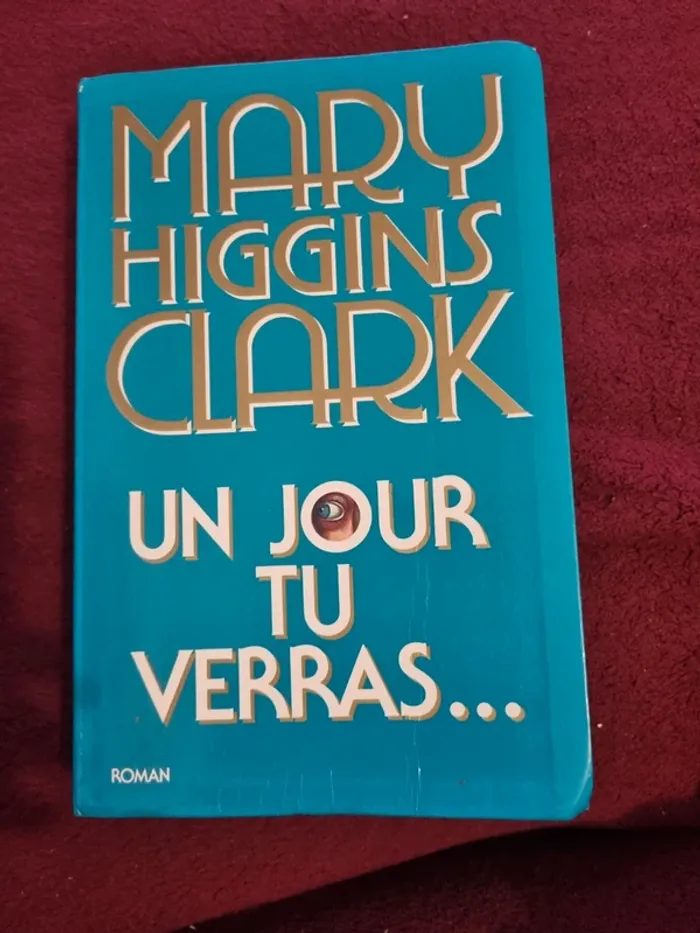 MARY
HIGGINS
CLARK
UN JOUR
TU
VERRAS...
ROMAN